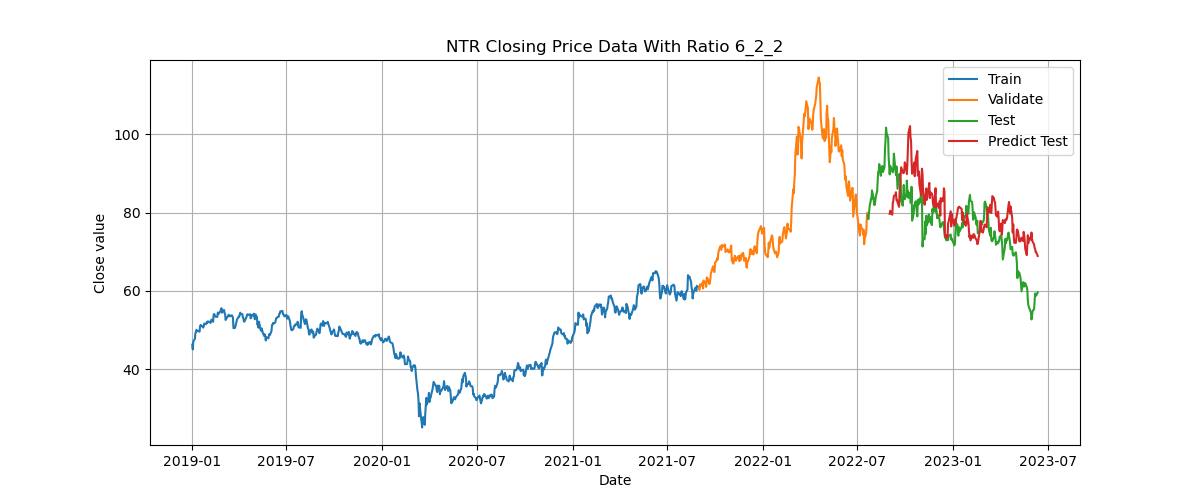 NTR Closing Price Data With Ratio 6_2_2
Train
Validate
Test
Predict Test
100
80
60
40
Close value
2019-01
2019-07
2020-01
2020-07
2021-01
2021-07
2022-01
2022-07
2023-01
2023-07
Date